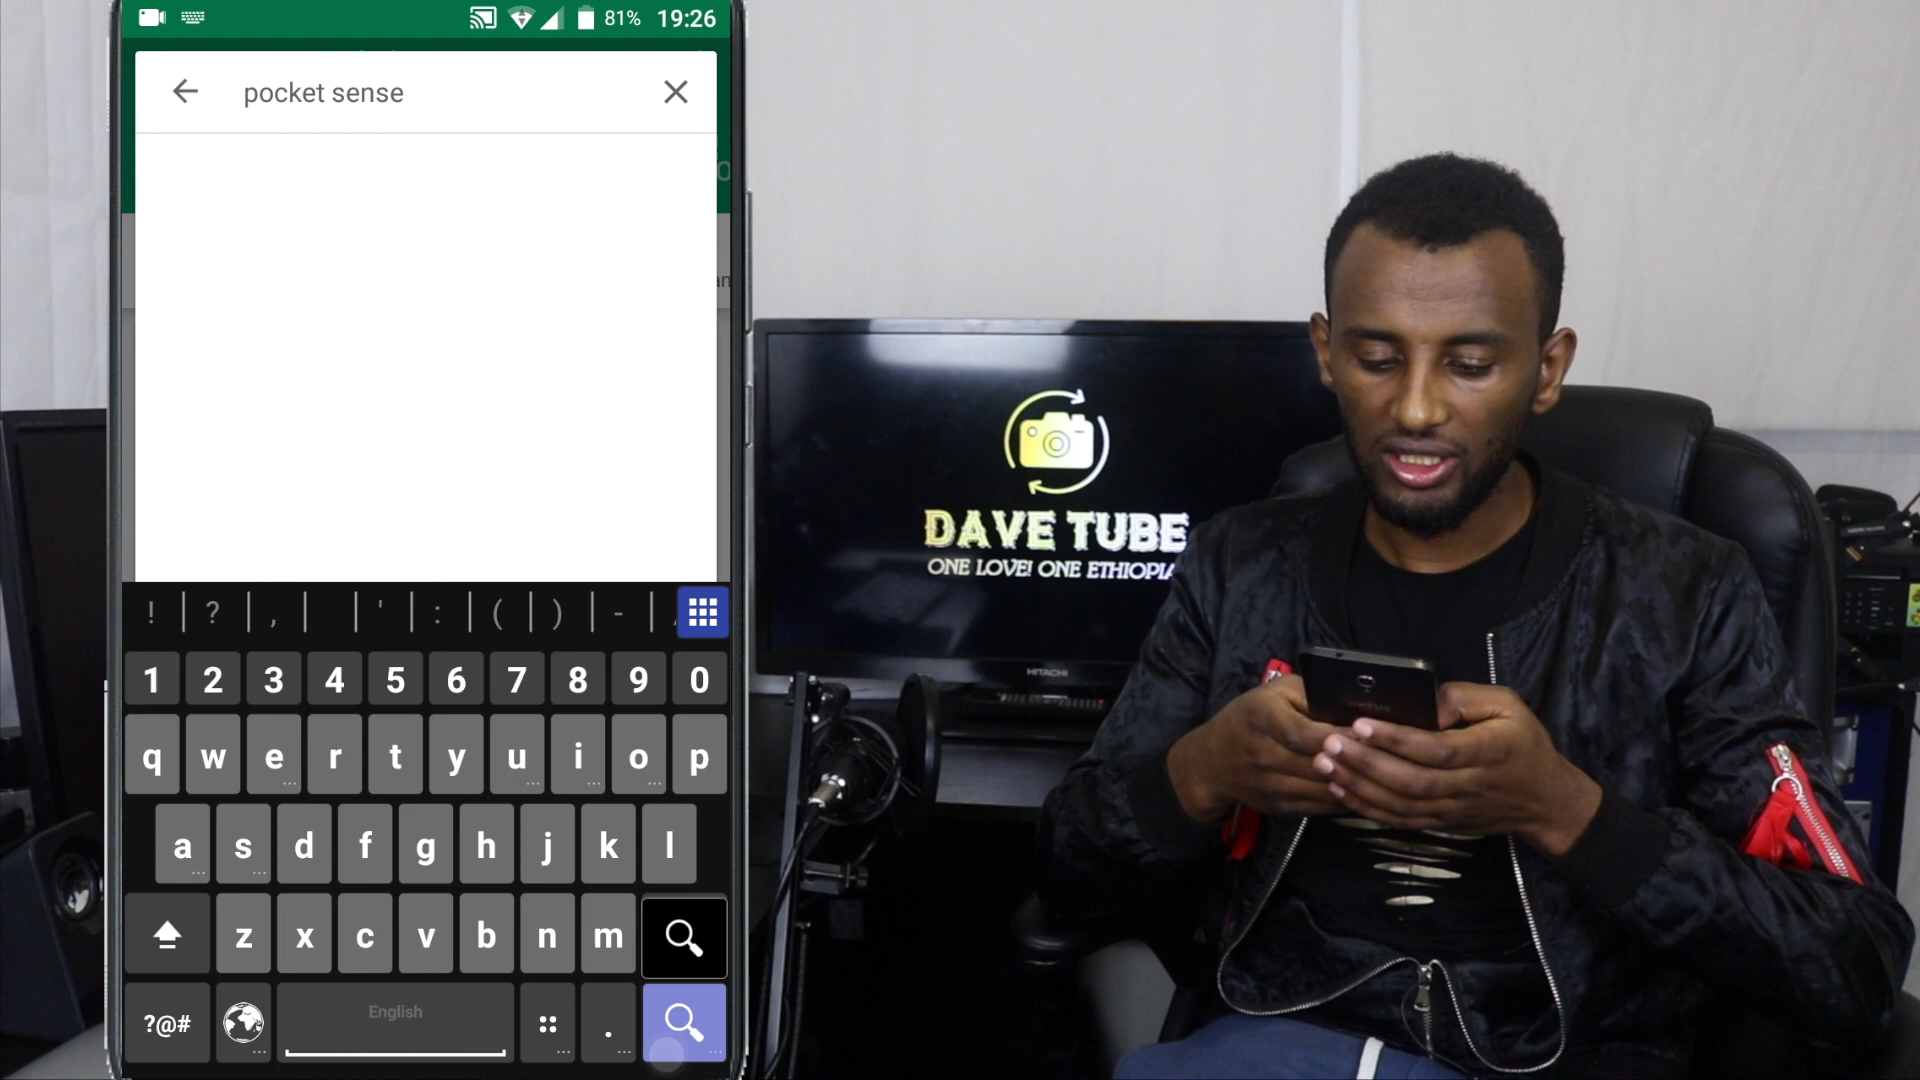 81% 19:26
pocket sense
! ? , ' : ( ) -
1 2 3 4 5 6 7 8 9 0
q w e r t y u i o p
a s d f g h j k l
z x c v b n m
?@# English .
DAVE TUBE
ONE LOVE! ONE ETHIOPIA
HITACHI